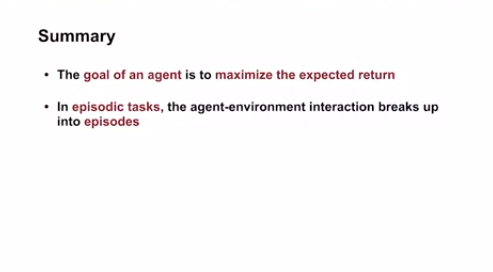 Summary
• The goal of an agent is to maximize the expected return
• In episodic tasks, the agent-environment interaction breaks up
into episodes